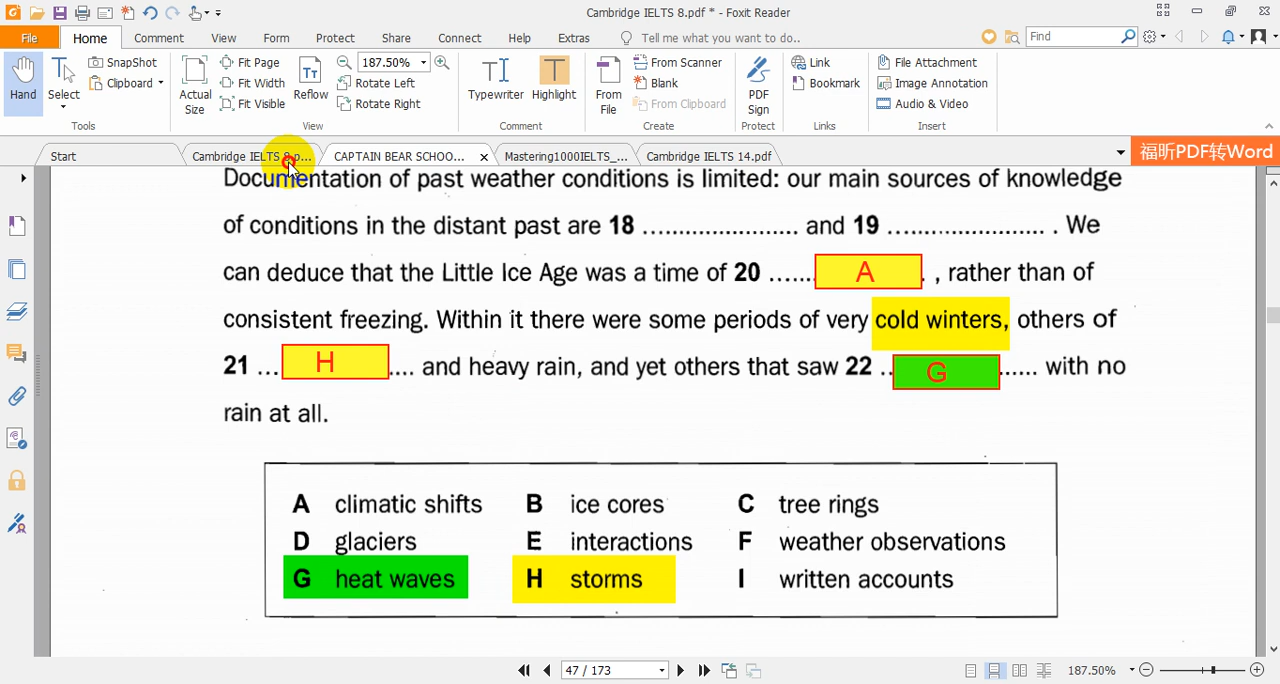 Cambridge IELTS 8.pdf * - Foxit Reader
File Home Comment View Form Protect Share Connect Help Extras Tell me what you want to do.. Find
Hand Select SnapShot Clipboard Actual Size Fit Page Fit Width Fit Visible Reflow 187.50% Rotate Left Rotate Right Typewriter Highlight From File From Scanner Blank From Clipboard PDF Sign Link Bookmark File Attachment Image Annotation Audio & Video
Tools View Comment Create Protect Links Insert
Start Cambridge IELTS 8.p... CAPTAIN BEAR SCHOO... Mastering1000IELTS_... Cambridge IELTS 14.pdf 福昕PDF转Word
Documentation of past weather conditions is limited: our main sources of knowledge
of conditions in the distant past are 18 ........................ and 19 ........................ . We
can deduce that the Little Ice Age was a time of 20 ...... A . , rather than of
consistent freezing. Within it there were some periods of very cold winters, others of
21 ... H .... and heavy rain, and yet others that saw 22 .. G ...... with no
rain at all.
A climatic shifts B ice cores C tree rings
D glaciers E interactions F weather observations
G heat waves H storms I written accounts
47 / 173 187.50%